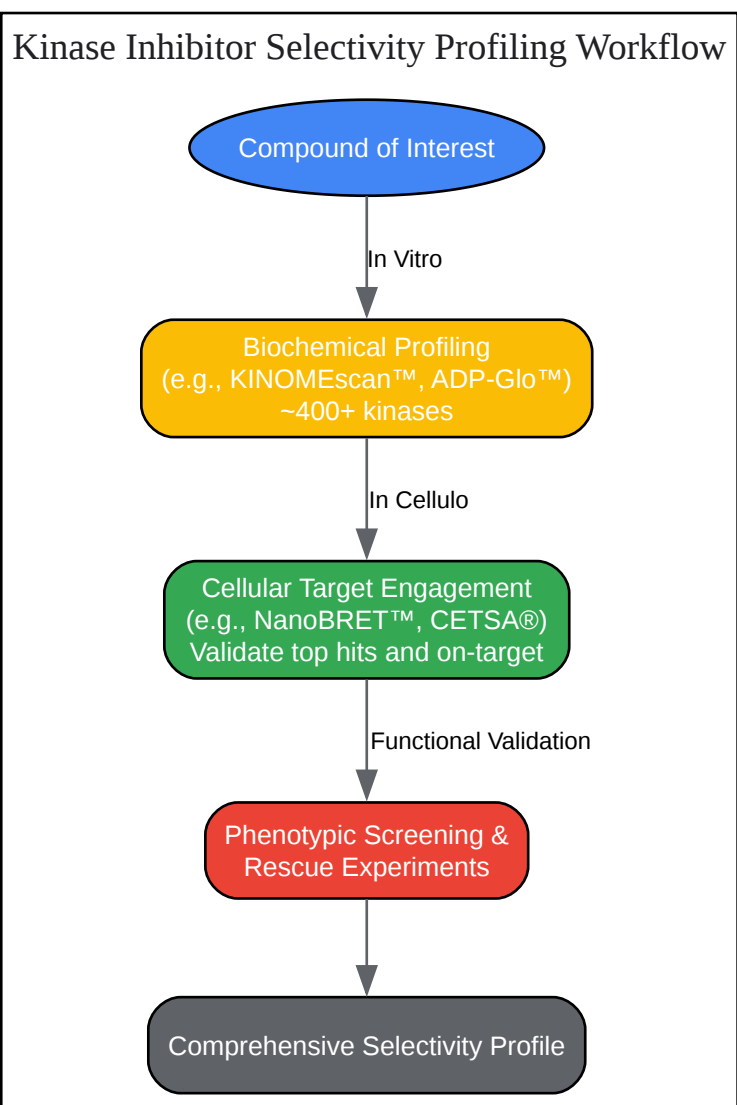 Kinase Inhibitor Selectivity Profiling Workflow
Compound of Interest
In Vitro
Biochemical Profiling
(e.g., KINOMEscan™, ADP-Glo™)
~400+ kinases
In Cellulo
Cellular Target Engagement
(e.g., NanoBRET™, CETSA®)
Validate top hits and on-target
Functional Validation
Phenotypic Screening &
Rescue Experiments
Comprehensive Selectivity Profile